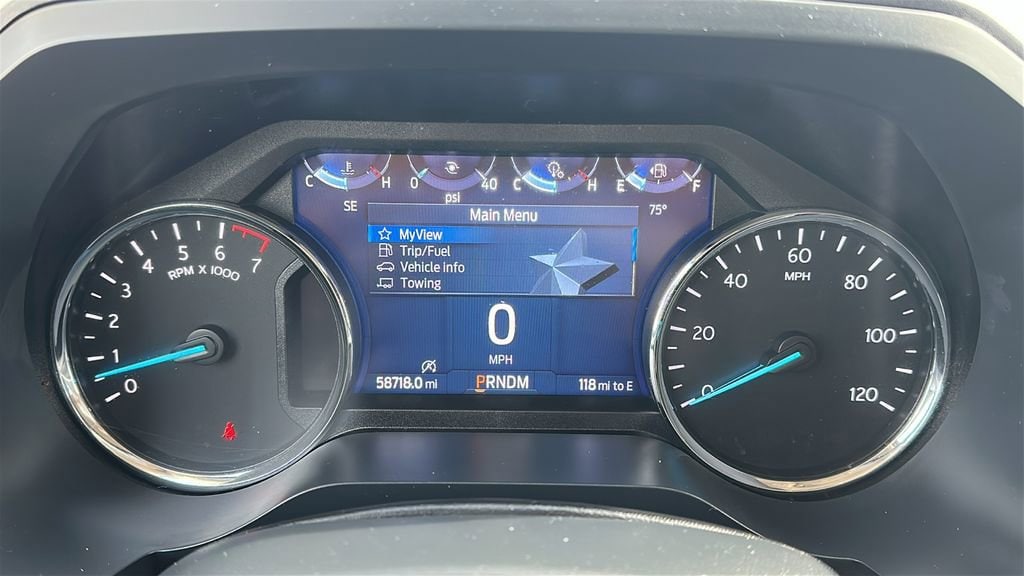 C H 0 40 C H E F
psi
SE 75°
Main Menu
MyView
Trip/Fuel
Vehicle info
Towing
0
MPH
58718.0 mi PRNDM 118 mi to E
0 1 2 3 4 5 6 7
RPM X 1000
0 20 40 60 80 100 120
MPH